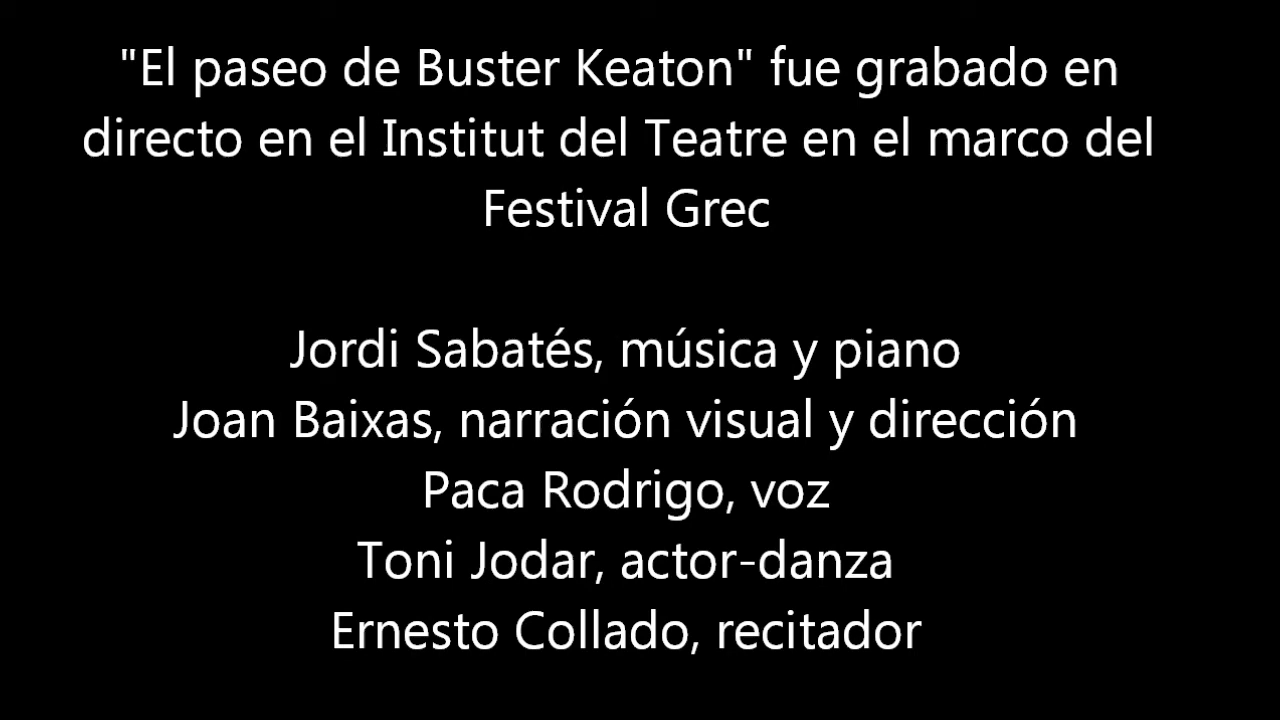 "El paseo de Buster Keaton" fue grabado en
directo en el Institut del Teatre en el marco del
Festival Grec
Jordi Sabatés, música y piano
Joan Baixas, narración visual y dirección
Paca Rodrigo, voz
Toni Jodar, actor-danza
Ernesto Collado, recitador